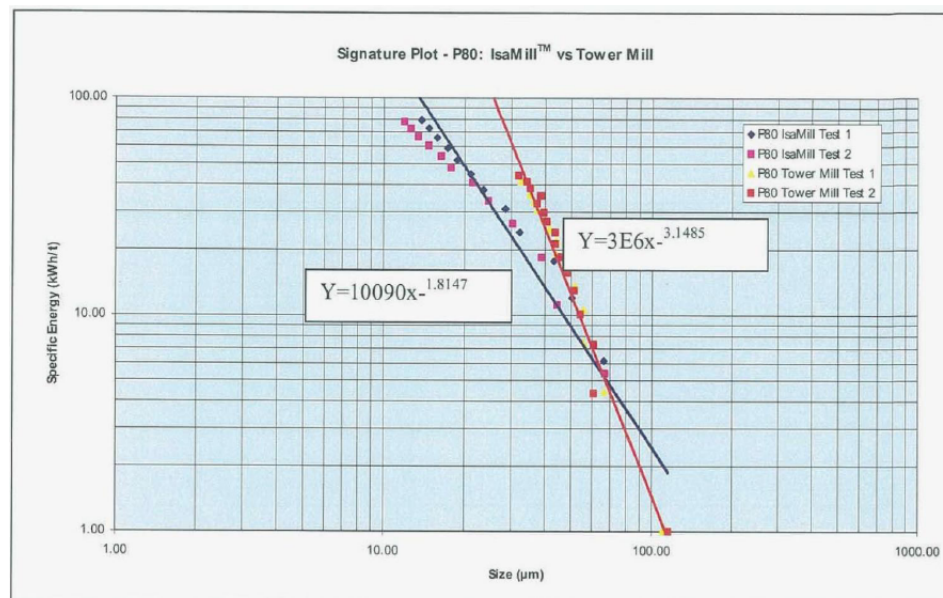 Signature Plot - P80: IsaMill™ vs Tower Mill
100.00
10.00
1.00
Specific Energy (kWh/t)
P80 IsaMill Test 1
P80 IsaMill Test 2
P80 Tower Mill Test 1
P80 Tower Mill Test 2
Y=3E6x-3.1485
Y=10090x-1.8147
1.00
10.00
100.00
1000.00
Size (µm)